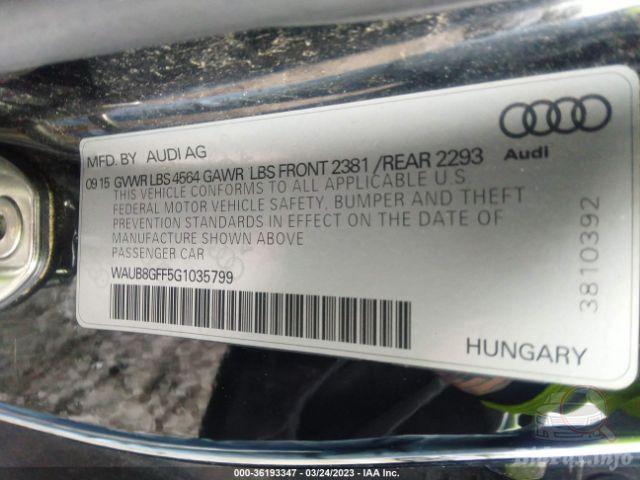 MFD. BY AUDI AG
09 15 GVWR LBS 4564 GAWR LBS FRONT 2381 /REAR 2293
THIS VEHICLE CONFORMS TO ALL APPLICABLE U.S
FEDERAL MOTOR VEHICLE SAFETY, BUMPER AND THEFT
PREVENTION STANDARDS IN EFFECT ON THE DATE OF
MANUFACTURE SHOWN ABOVE
PASSENGER CAR
WAUB8GFF5G1035799
Audi
3810392
HUNGARY
000-36193347 - 03/24/2023 - IAA Inc.